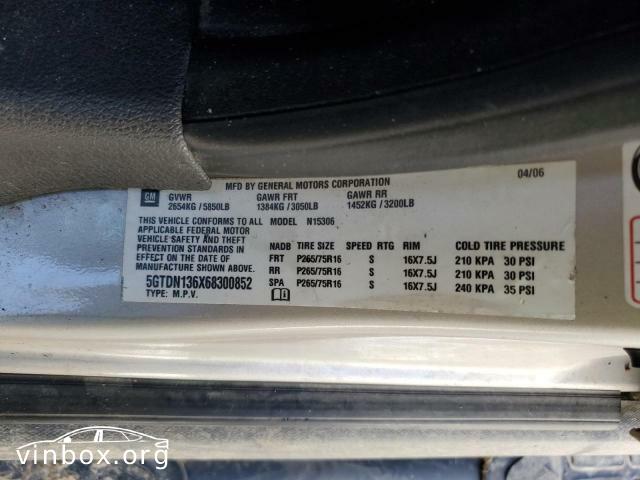 MFD BY GENERAL MOTORS CORPORATION 04/06
GM GVWR GAWR FRT GAWR RR
2654KG / 5850LB 1384KG / 3050LB 1452KG / 3200LB
THIS VEHICLE CONFORMS TO ALL MODEL N15306
APPLICABLE FEDERAL MOTOR
VEHICLE SAFETY AND THEFT
PREVENTION STANDARDS IN
EFFECT ON THE DATE OF
MANUFACTURE SHOWN ABOVE.
5GTDN136X68300852
TYPE: M.P.V.
NADB TIRE SIZE SPEED RTG RIM COLD TIRE PRESSURE
FRT P265/75R16 S 16X7.5J 210 KPA 30 PSI
RR P265/75R16 S 16X7.5J 210 KPA 30 PSI
SPA P265/75R16 S 16X7.5J 240 KPA 35 PSI
vinbox.org